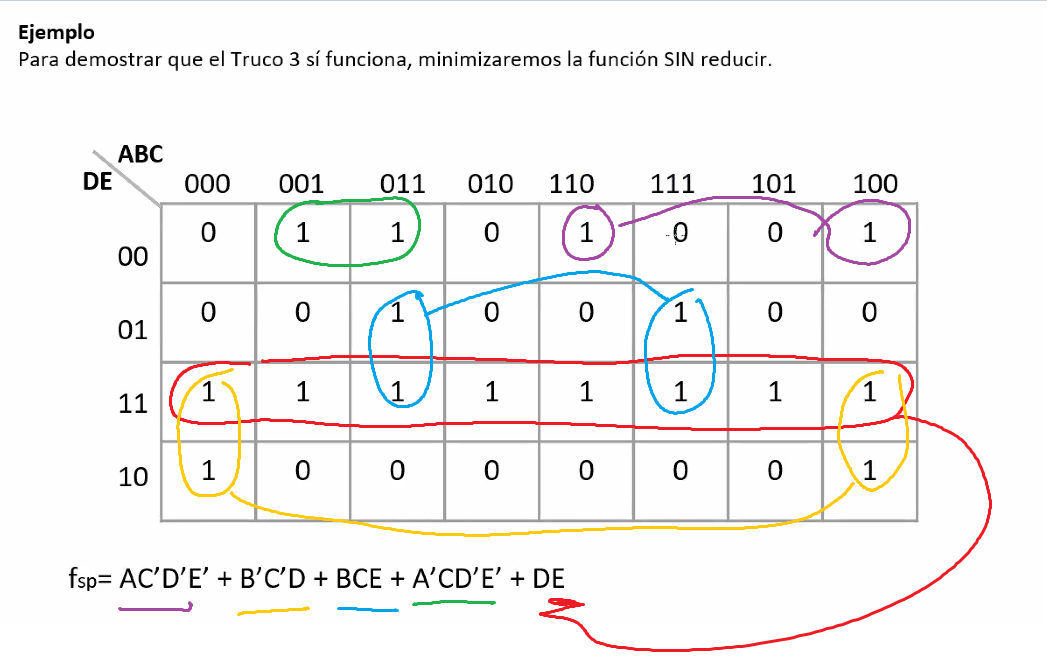 Ejemplo
Para demostrar que el Truco 3 sí funciona, minimizaremos la función SIN reducir.
ABC
DE 000 001 011 010 110 111 101 100
00 0 1 1 0 1 0 0 1
01 0 0 1 0 0 1 0 0
11 1 1 1 1 1 1 1 1
10 1 0 0 0 0 0 0 1
fsp= AC’D’E’ + B’C’D + BCE + A’CD’E’ + DE